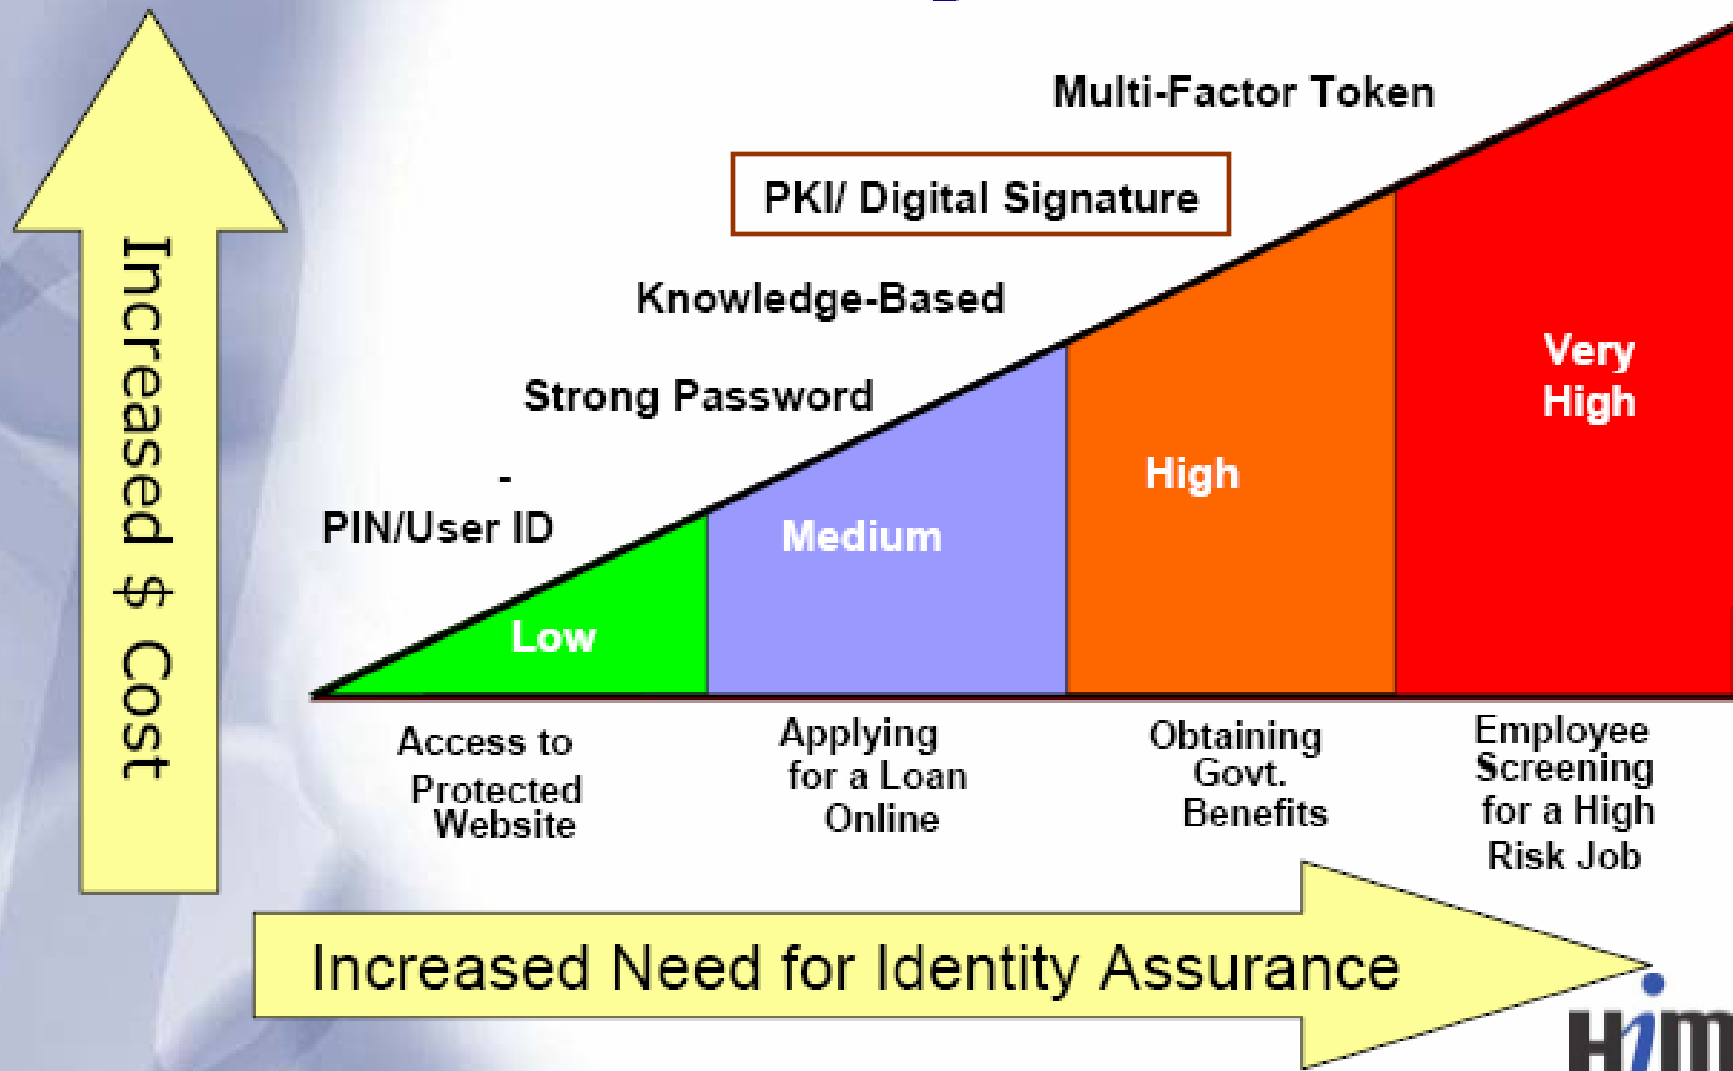 Multi-Factor Token
PKI/ Digital Signature
Knowledge-Based
Strong Password
-
PIN/User ID
Increased $ Cost
Low
Medium
High
Very
High
Access to
Protected
Website
Applying
for a Loan
Online
Obtaining
Govt.
Benefits
Employee
Screening
for a High
Risk Job
Increased Need for Identity Assurance